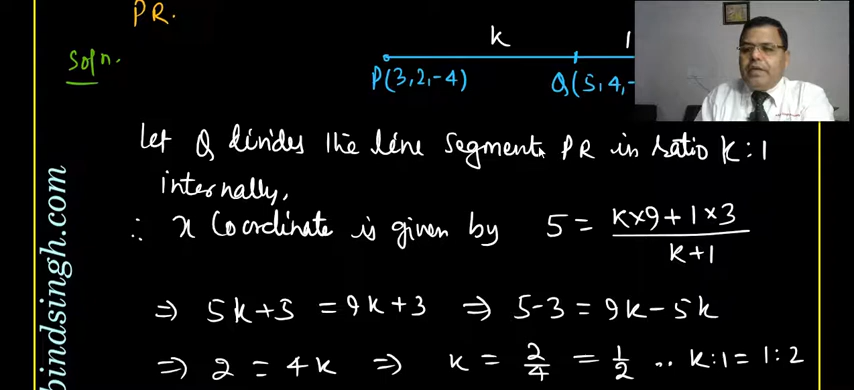 PR.
Soln.
k 1
P(3,2,-4) Q(5,4,-
Let Q divides the line segment PR in ratio k:1
internally,
∴ x Coordinate is given by 5 = k×9+1×3 / k+1
⇒ 5k+5 = 9k+3 ⇒ 5-3 = 9k-5k
⇒ 2 = 4k ⇒ k = 2/4 = 1/2 ∴ k:1 = 1:2
bindsingh.com